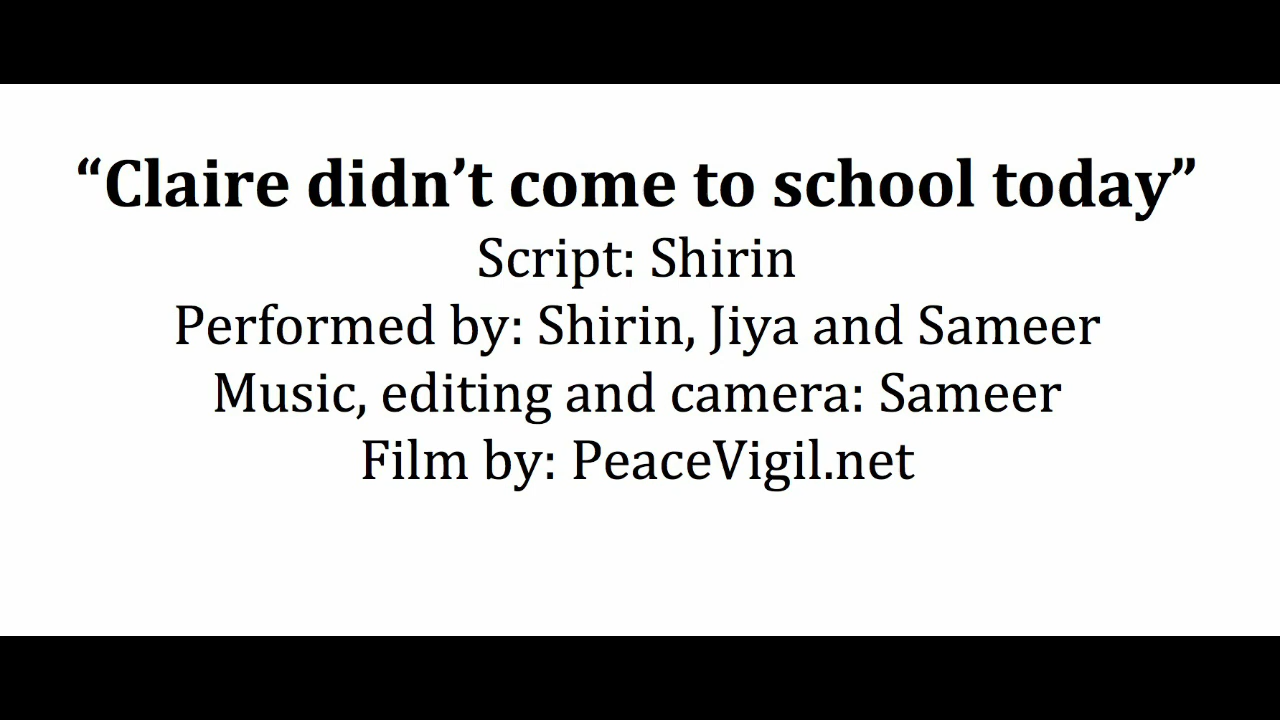 “Claire didn’t come to school today”
Script: Shirin
Performed by: Shirin, Jiya and Sameer
Music, editing and camera: Sameer
Film by: PeaceVigil.net